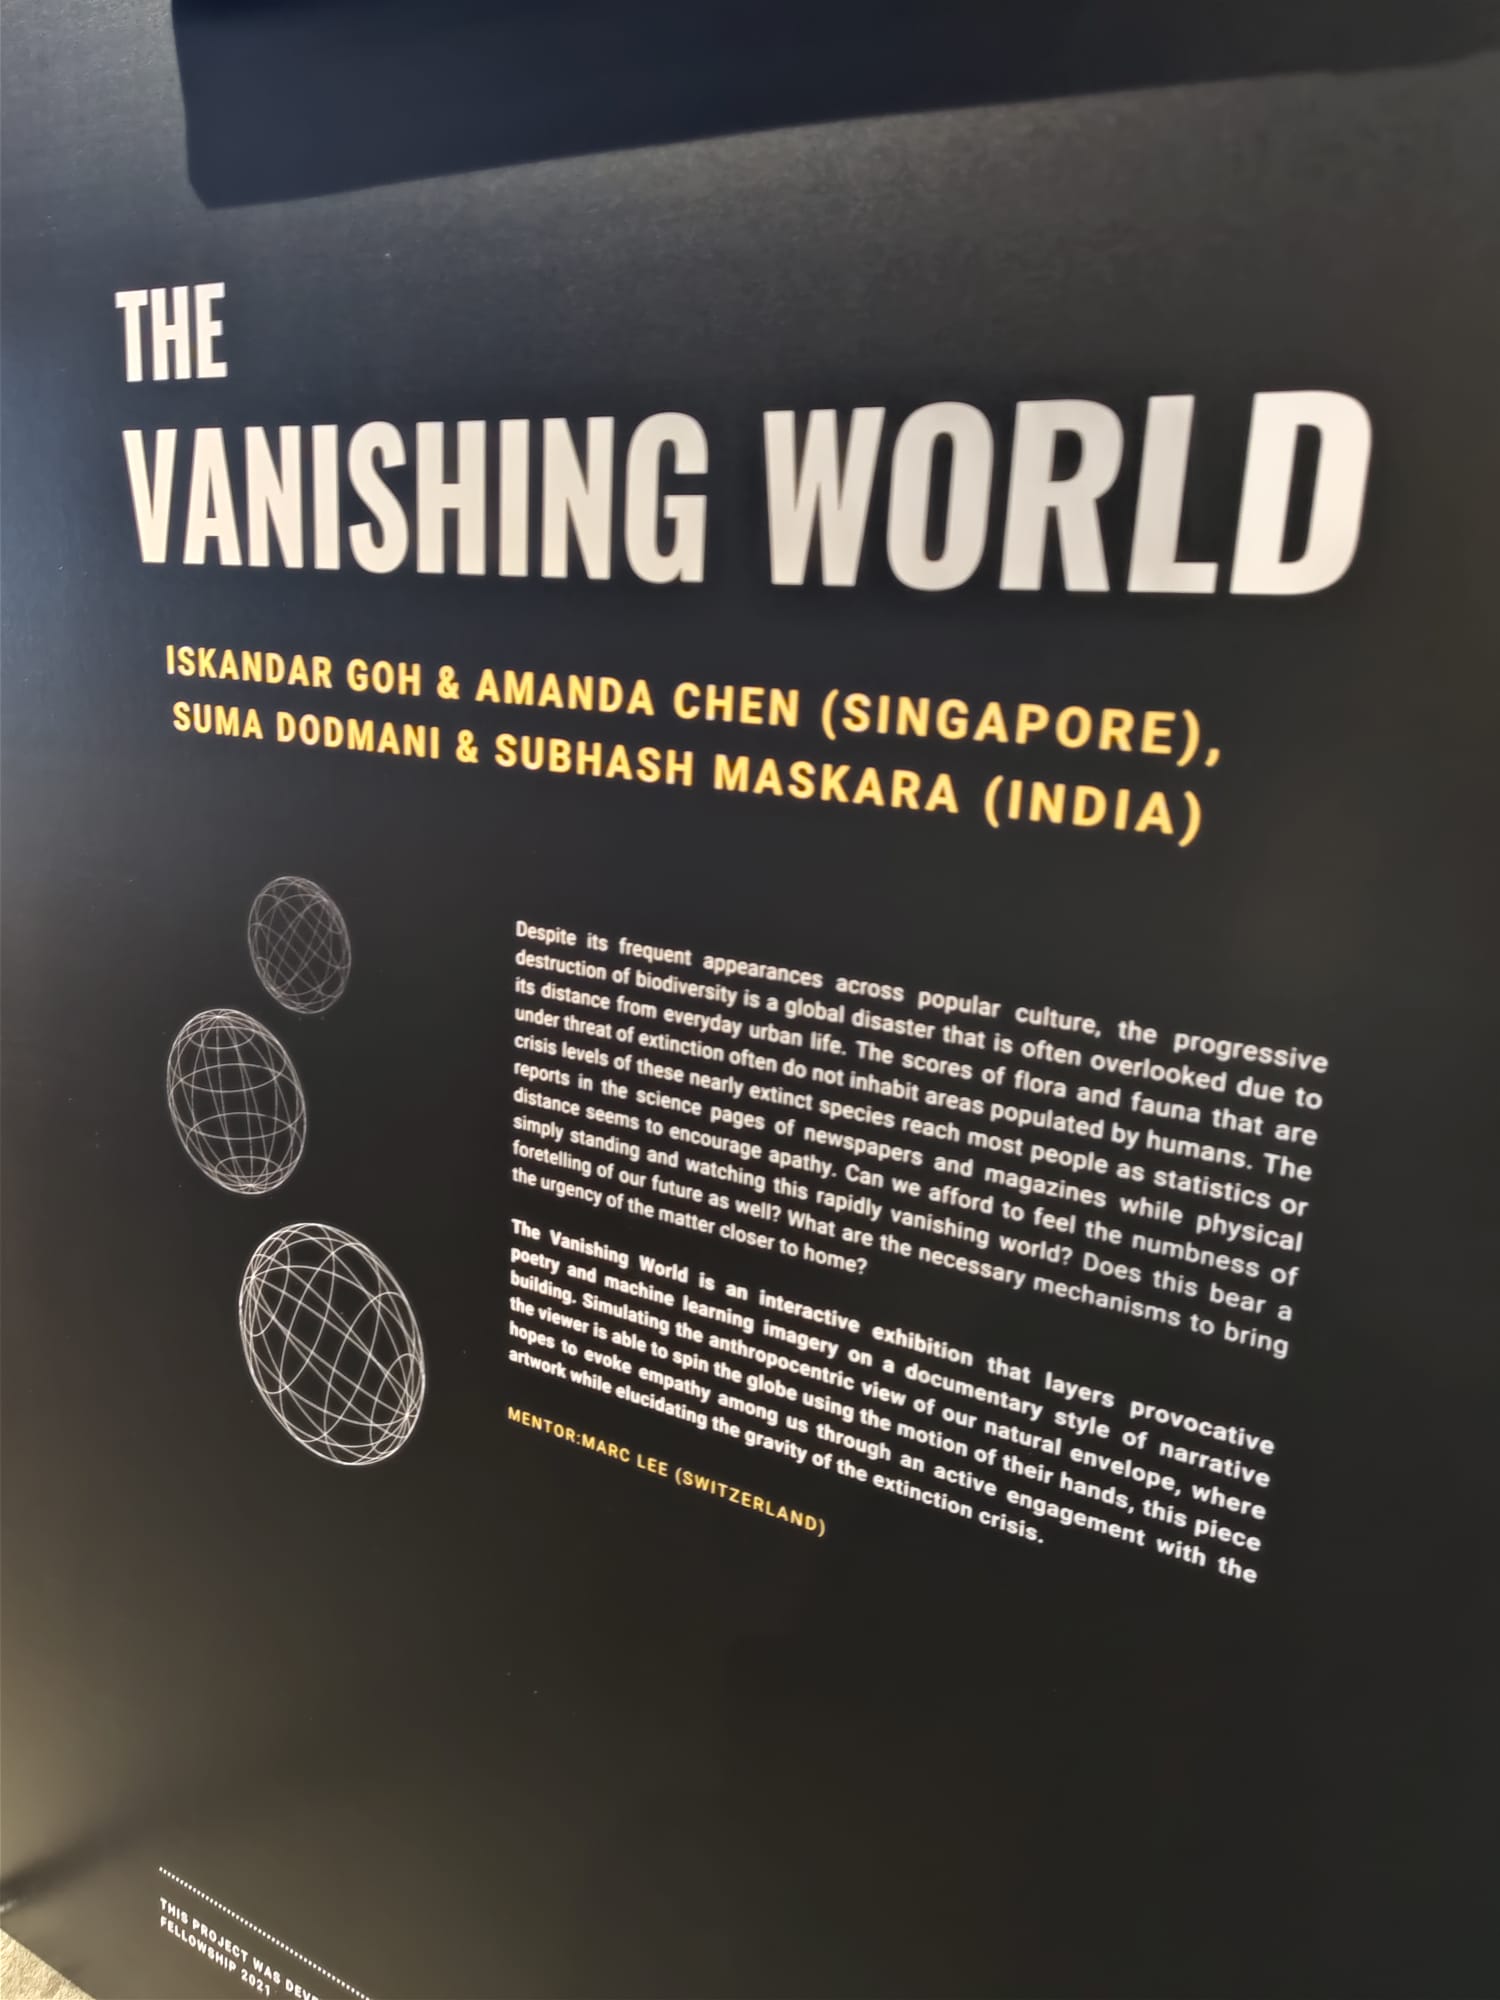 THE
VANISHING WORLD
ISKANDAR GOH & AMANDA CHEN (SINGAPORE),
SUMA DODMANI & SUBHASH MASKARA (INDIA)
Despite its frequent appearances across popular culture, the progressive
destruction of biodiversity is a global disaster that is often overlooked due to
its distance from everyday urban life. The scores of flora and fauna that are
under threat of extinction often do not inhabit areas populated by humans. The
crisis levels of these nearly extinct species reach most people as statistics or
reports in the science pages of newspapers and magazines while physical
distance seems to encourage apathy. Can we afford to feel the numbness of
simply standing and watching this rapidly vanishing world? Does this bear a
foretelling of our future as well? What are the necessary mechanisms to bring
the urgency of the matter closer to home?
The Vanishing World is an interactive exhibition that layers provocative
poetry and machine learning imagery on a documentary style of narrative
building. Simulating the anthropocentric view of our natural envelope, where
the viewer is able to spin the globe using the motion of their hands, this piece
hopes to evoke empathy among us through an active engagement with the
artwork while elucidating the gravity of the extinction crisis.
MENTOR:MARC LEE (SWITZERLAND)
THIS PROJECT WAS DEVE
FELLOWSHIP 2021